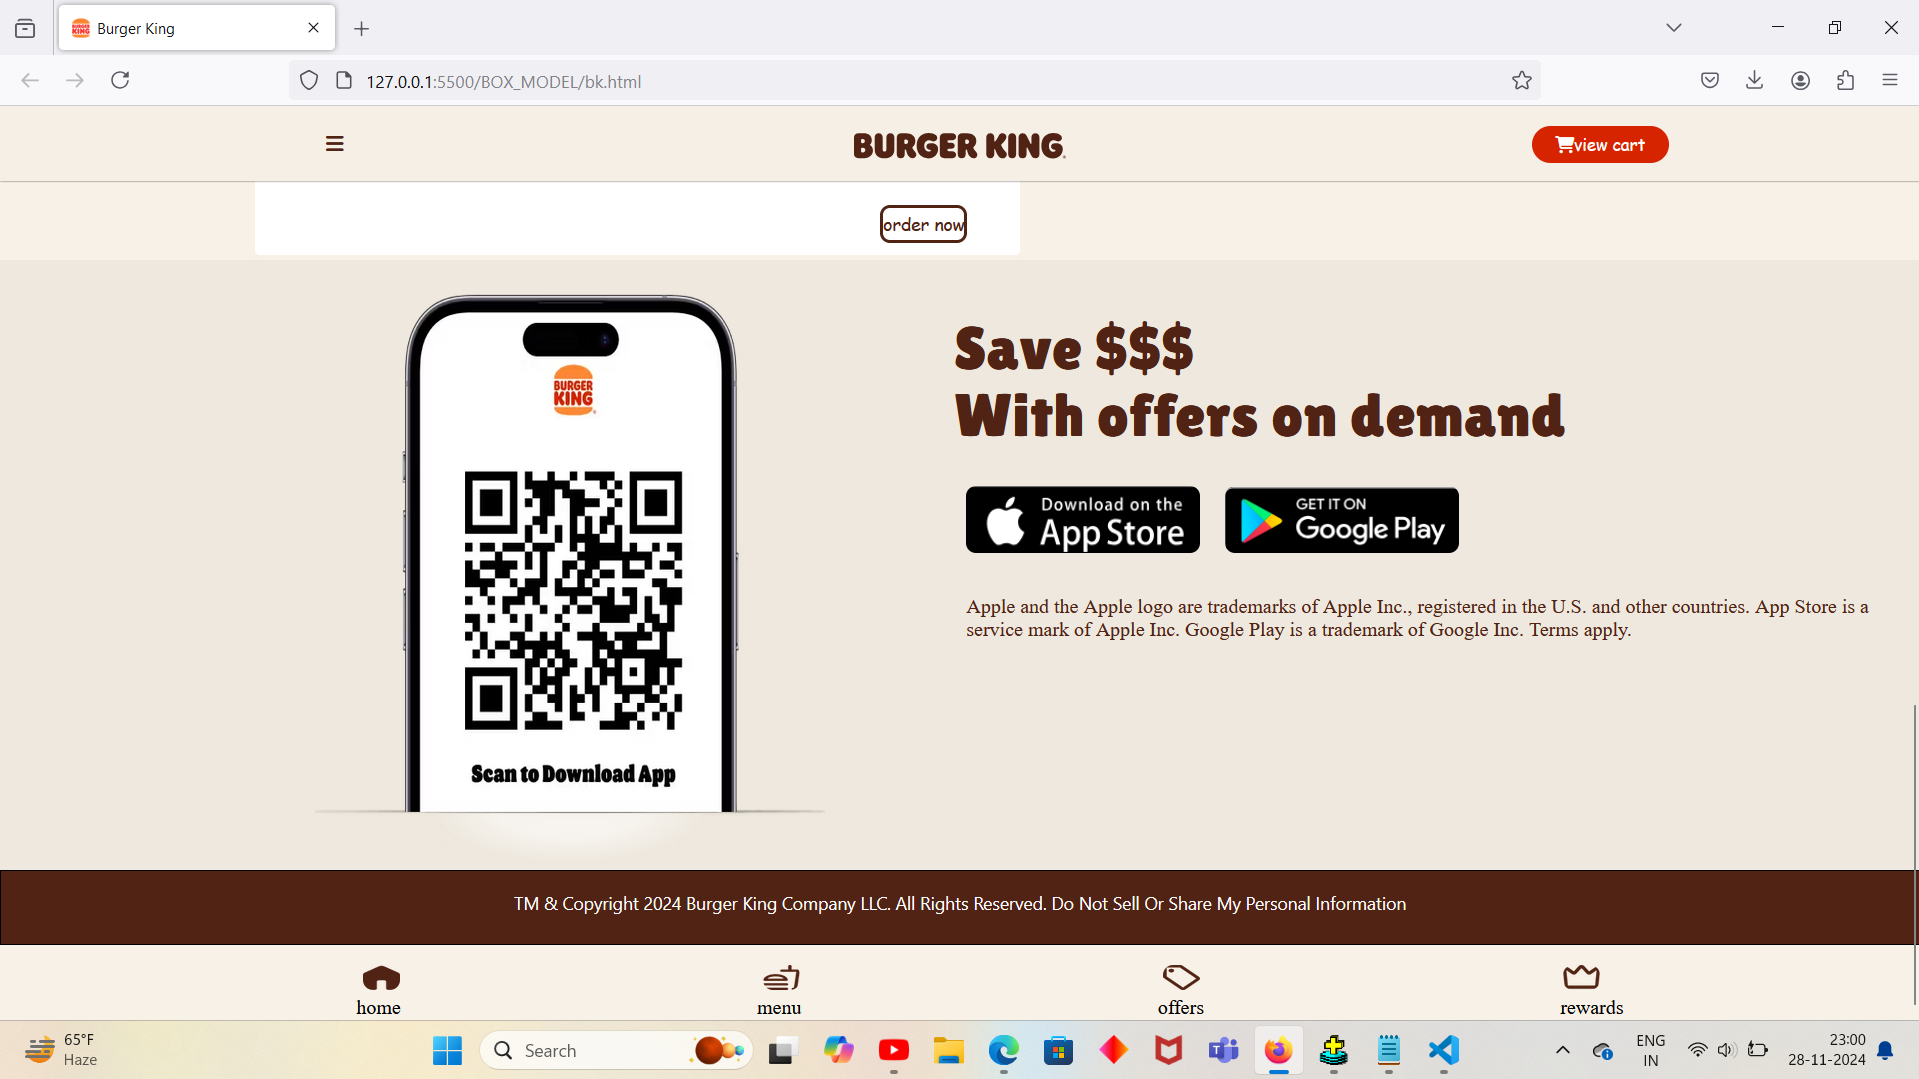 Burger King
127.0.0.1:5500/BOX_MODEL/bk.html
BURGER KING
view cart
order now
BURGER
KING
Save $$$
With offers on demand
Download on the
App Store
GET IT ON
Google Play
Apple and the Apple logo are trademarks of Apple Inc., registered in the U.S. and other countries. App Store is a
service mark of Apple Inc. Google Play is a trademark of Google Inc. Terms apply.
Scan to Download App
TM & Copyright 2024 Burger King Company LLC. All Rights Reserved. Do Not Sell Or Share My Personal Information
home
menu
offers
rewards
65°F
Haze
Search
ENG
IN
23:00
28-11-2024